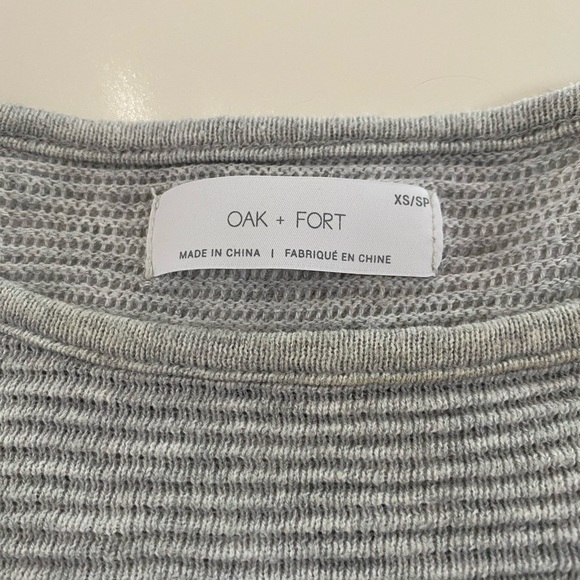 XS/SP
OAK + FORT
MADE IN CHINA | FABRIQUÉ EN CHINE